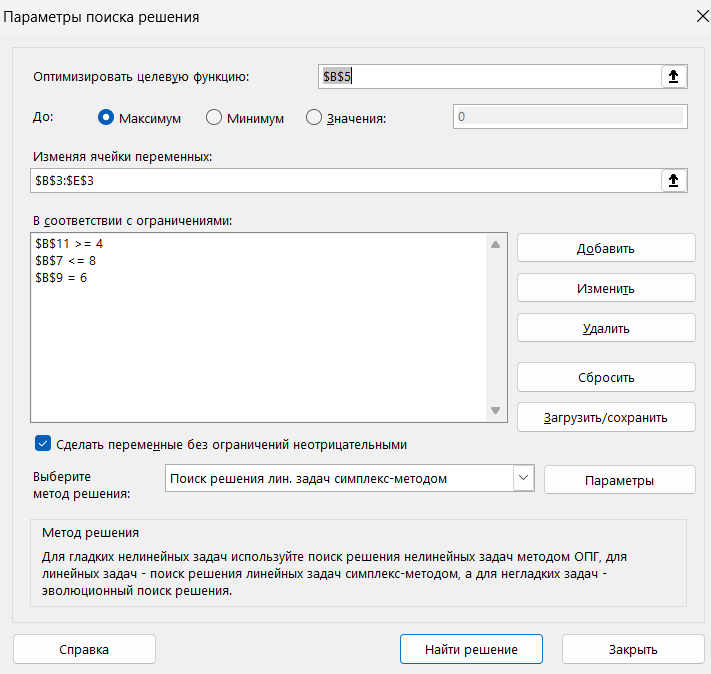 Параметры поиска решения
Оптимизировать целевую функцию:
$B$5
До:
Максимум
Минимум
Значения:
0
Изменяя ячейки переменных:
$B$3:$E$3
В соответствии с ограничениями:
$B$11 >= 4
$B$7 <= 8
$B$9 = 6
Добавить
Изменить
Удалить
Сбросить
Загрузить/сохранить
Сделать переменные без ограничений неотрицательными
Выберите
метод решения:
Поиск решения лин. задач симплекс-методом
Параметры
Метод решения
Для гладких нелинейных задач используйте поиск решения нелинейных задач методом ОПГ, для
линейных задач - поиск решения линейных задач симплекс-методом, а для негладких задач -
эволюционный поиск решения.
Справка
Найти решение
Закрыть